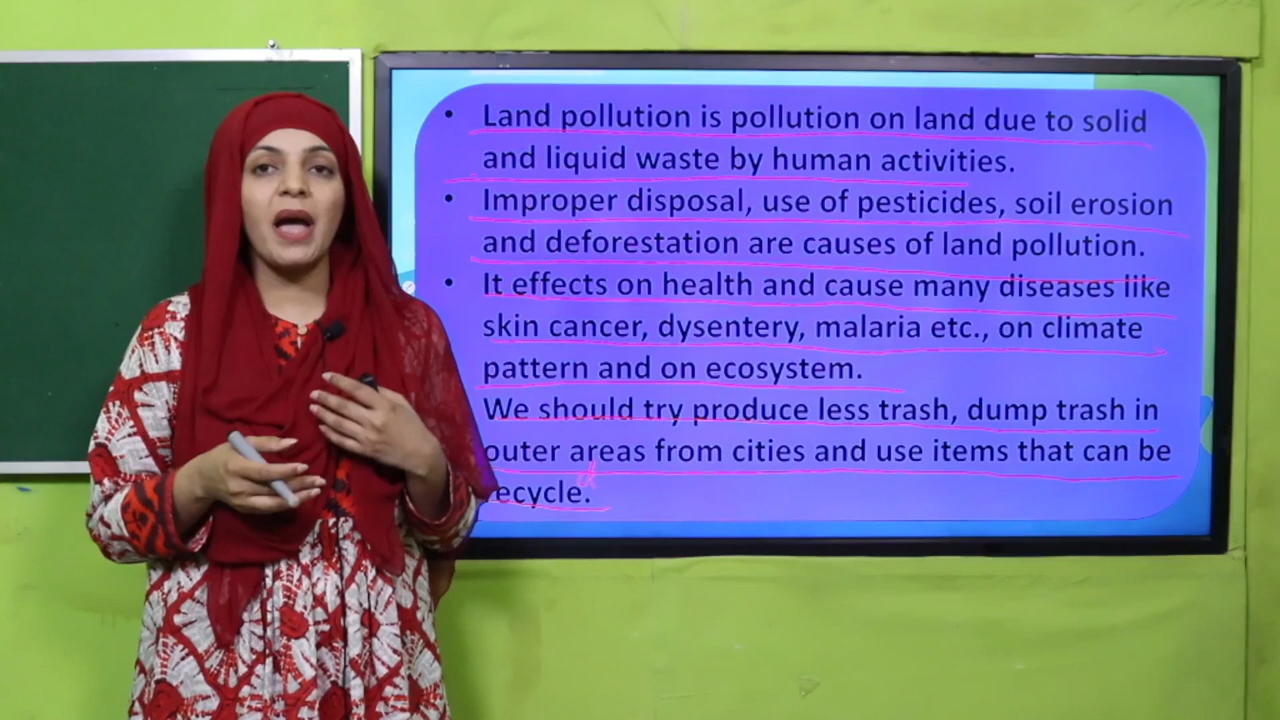 • Land pollution is pollution on land due to solid
and liquid waste by human activities.
• Improper disposal, use of pesticides, soil erosion
and deforestation are causes of land pollution.
• It effects on health and cause many diseases like
skin cancer, dysentery, malaria etc., on climate
pattern and on ecosystem.
We should try produce less trash, dump trash in
outer areas from cities and use items that can be
recycle.d